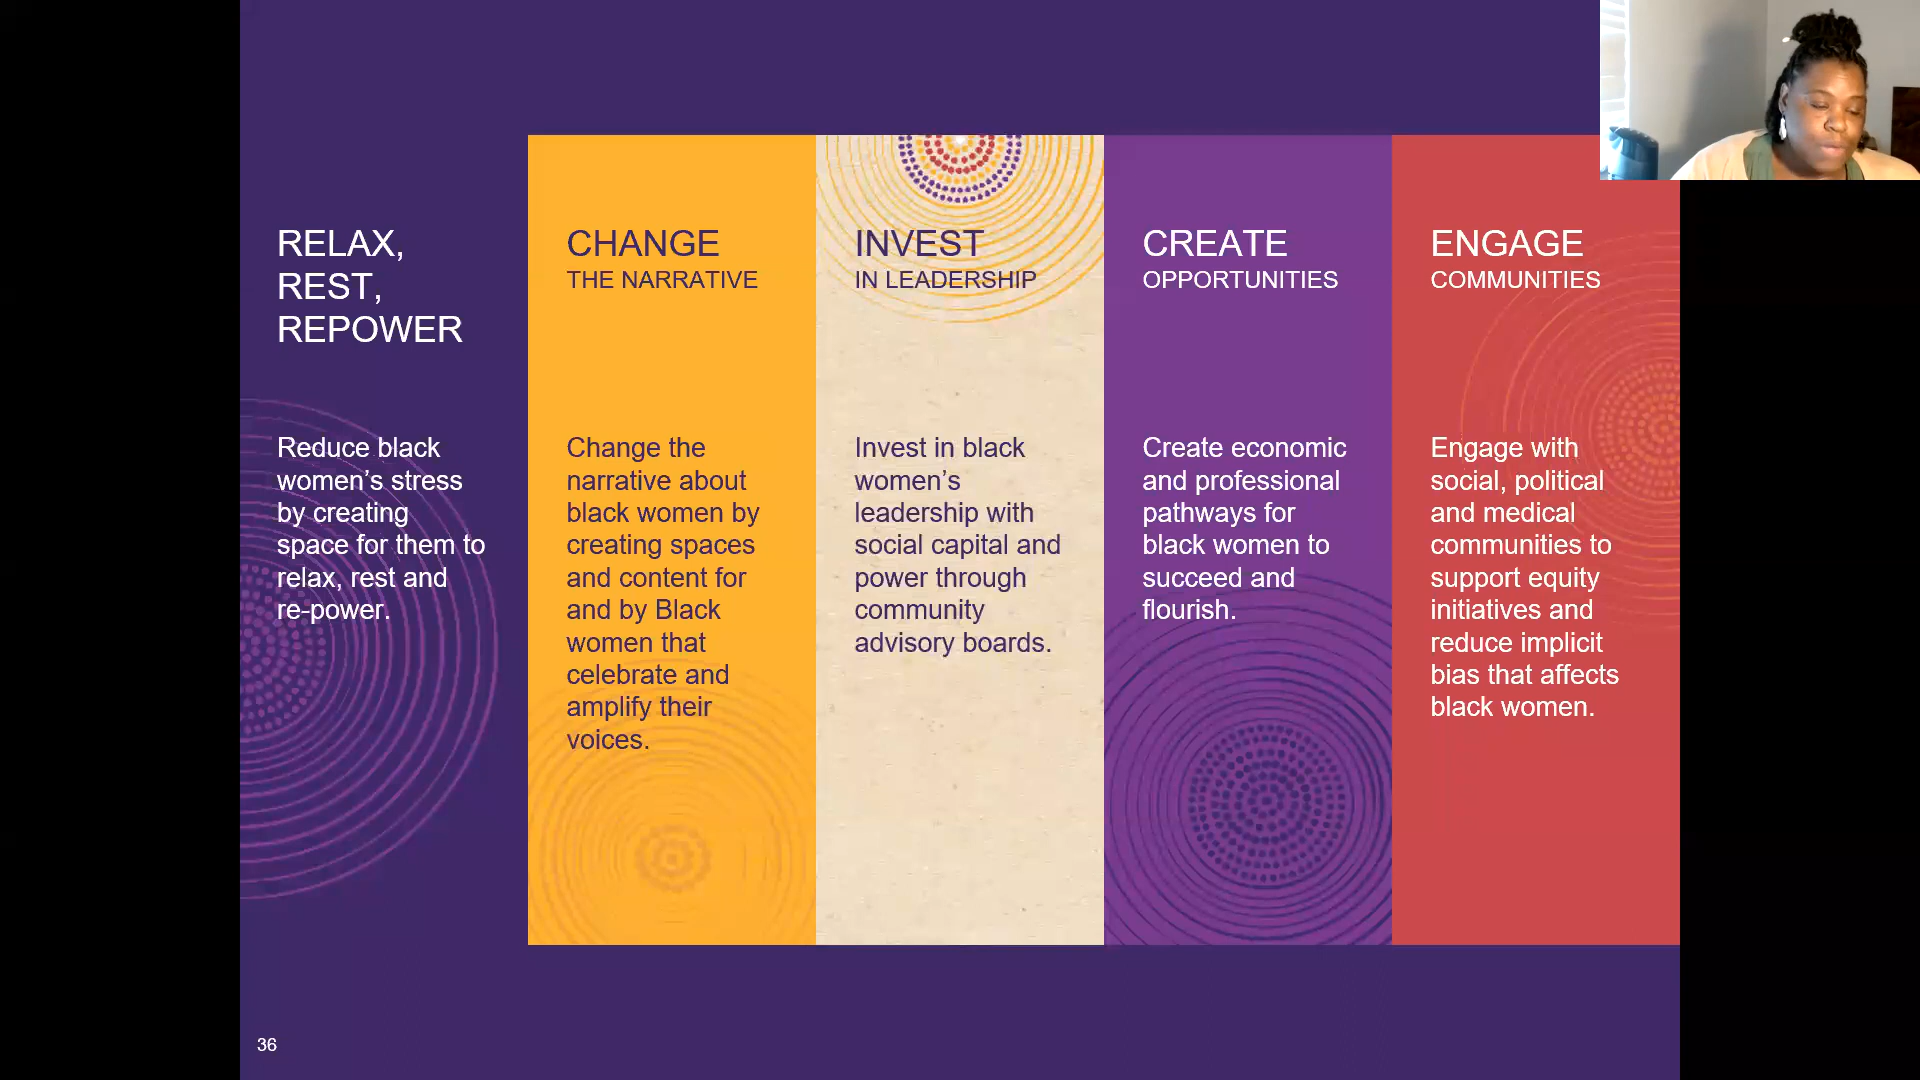 RELAX,
REST,
REPOWER
Reduce black
women’s stress
by creating
space for them to
relax, rest and
re-power.
CHANGE
THE NARRATIVE
Change the
narrative about
black women by
creating spaces
and content for
and by Black
women that
celebrate and
amplify their
voices.
INVEST
IN LEADERSHIP
Invest in black
women’s
leadership with
social capital and
power through
community
advisory boards.
CREATE
OPPORTUNITIES
Create economic
and professional
pathways for
black women to
succeed and
flourish.
ENGAGE
COMMUNITIES
Engage with
social, political
and medical
communities to
support equity
initiatives and
reduce implicit
bias that affects
black women.
36